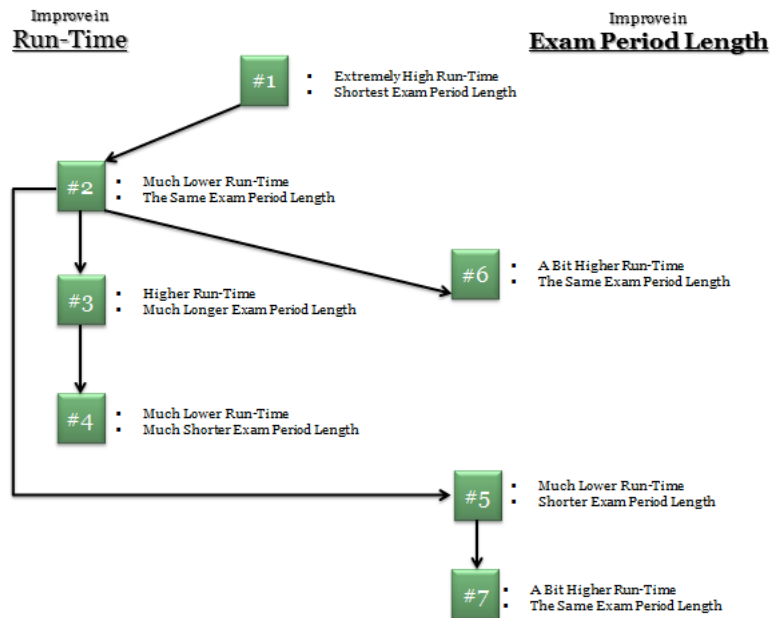 Improve in
Run-Time
Improve in
Exam Period Length
#1
▪ Extremely High Run-Time
▪ Shortest Exam Period Length
#2
▪ Much Lower Run-Time
▪ The Same Exam Period Length
#6
▪ A Bit Higher Run-Time
▪ The Same Exam Period Length
#3
▪ Higher Run-Time
▪ Much Longer Exam Period Length
#4
▪ Much Lower Run-Time
▪ Much Shorter Exam Period Length
#5
▪ Much Lower Run-Time
▪ Shorter Exam Period Length
#7
▪ A Bit Higher Run-Time
▪ The Same Exam Period Length